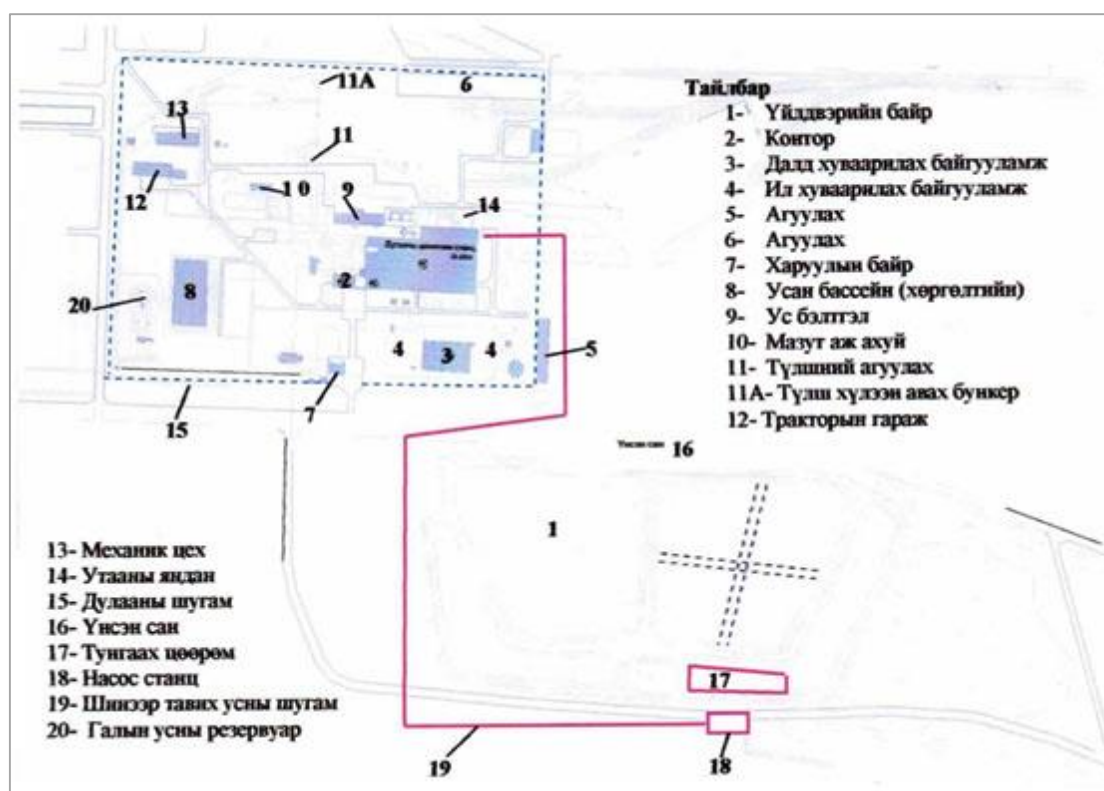 11А
6
13
11
10
9
12
14
2
20
8
4
3
4
5
7
15
Тайлбар
1- Үйлдвэрийн байр
2- Контор
3- Далд хуваарилах байгууламж
4- Ил хуваарилах байгууламж
5- Агуулах
6- Агуулах
7- Харуулын байр
8- Усан бассейн (хөргөлтийн)
9- Ус бэлтгэл
10- Мазут аж ахуй
11- Түлшний агуулах
11А- Түлш хүлээн авах бункер
12- Тракторын гараж
Үнсэн сан 16
1
13- Механик цех
14- Утааны яндан
15- Дулааны шугам
16- Үнсэн сан
17- Тунгаах цөөрөм
18- Насос станц
19- Шинээр тавих усны шугам
20- Галын усны резервуар
17
19
18